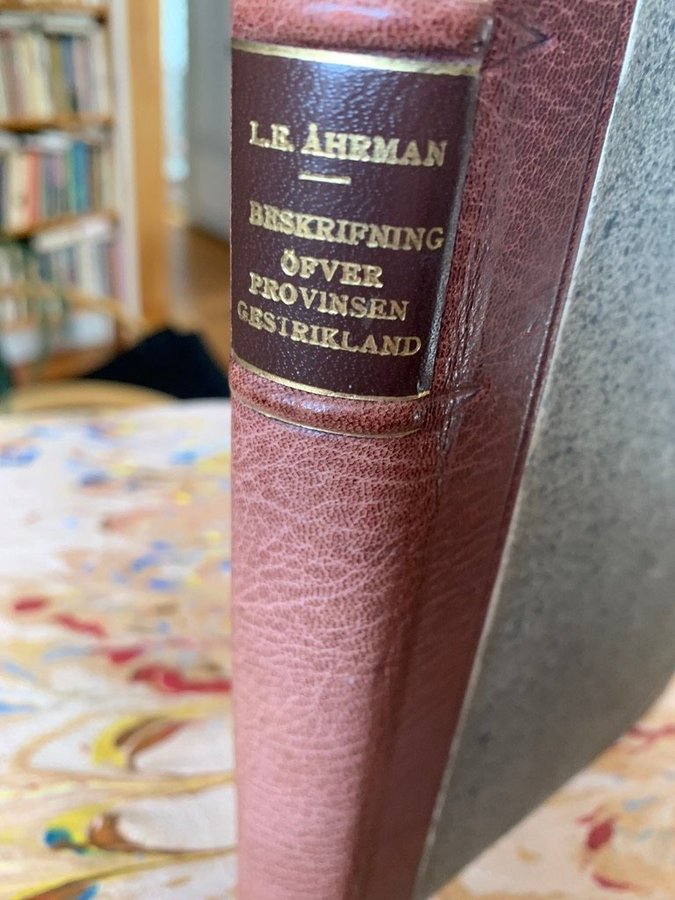 L.E. ÅHRMAN
BESKRIFNING
ÖFVER
PROVINSEN
GESTRIKLAND